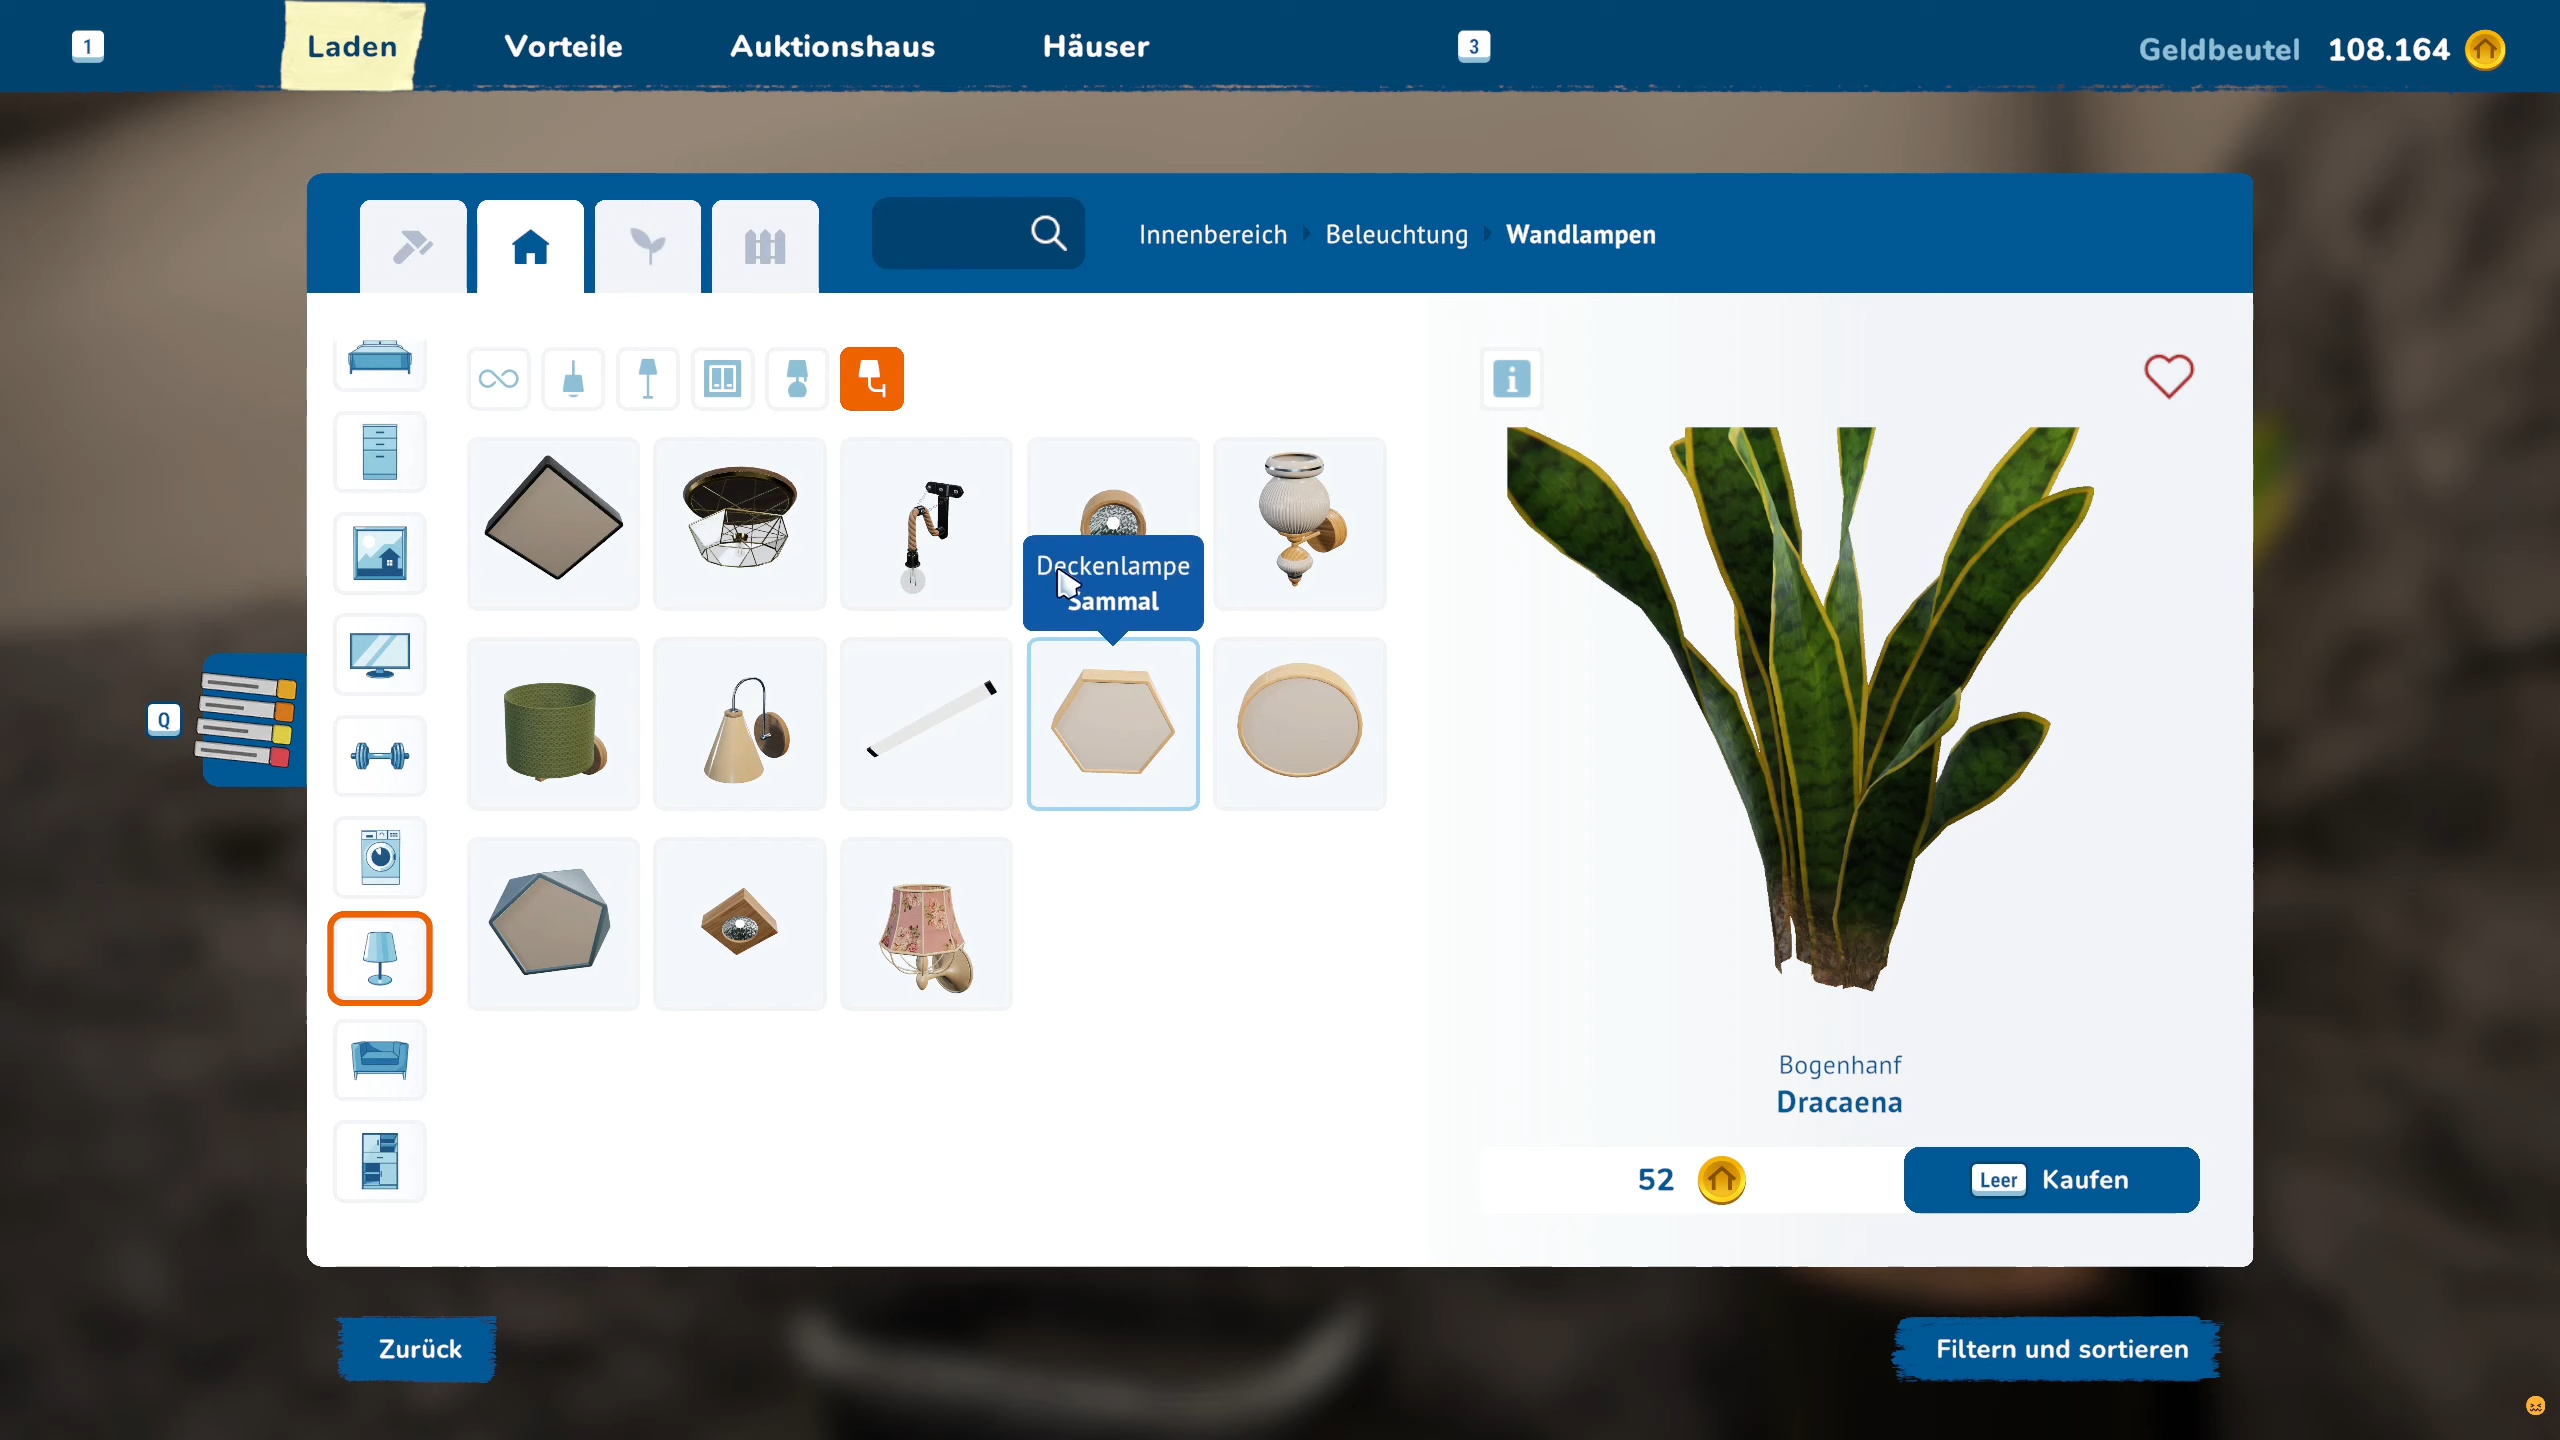 1
Laden
Vorteile
Auktionshaus
Häuser
3
Geldbeutel 108.164
Innenbereich
Beleuchtung
Wandlampen
Deckenlampe
Sammal
Q
Bogenhanf
Dracaena
52
Leer Kaufen
Zurück
Filtern und sortieren